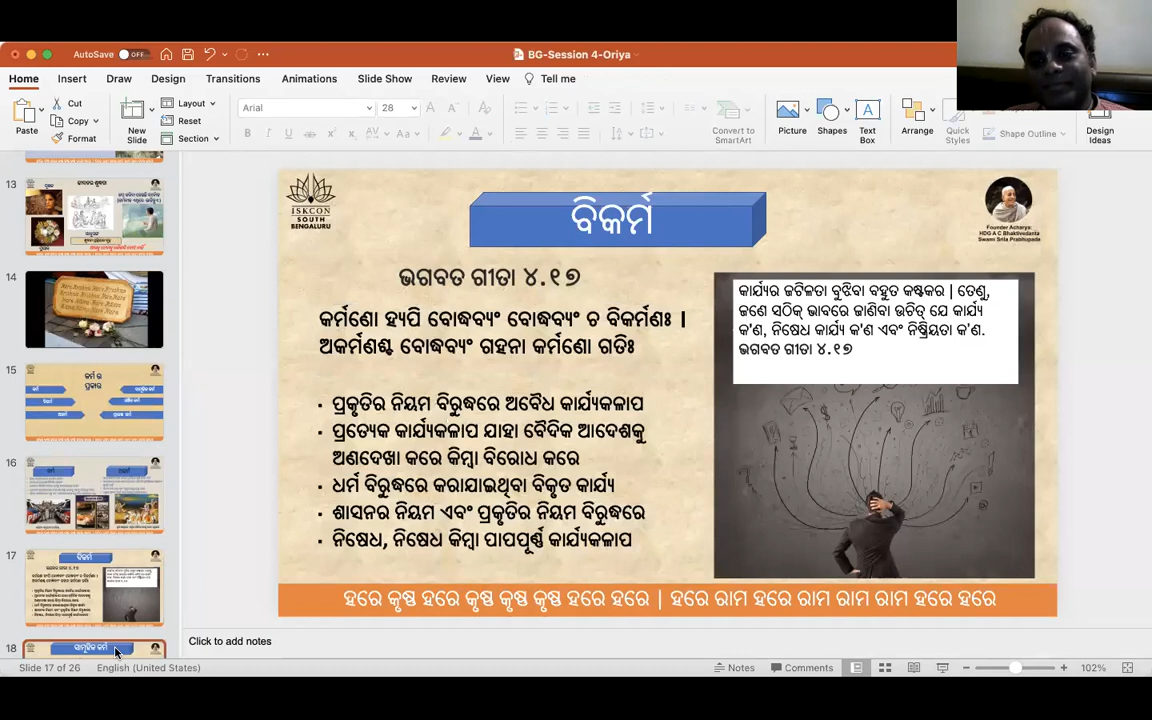 AutoSave OFF
BG-Session 4-Oriya
Home Insert Draw Design Transitions Animations Slide Show Review View Tell me
Paste
Cut
Copy
Format
New Slide
Layout
Reset
Section
Arial 28
Convert to SmartArt
Picture
Shapes
Text Box
Arrange
Quick Styles
Shape Outline
Design Ideas
13
14
15
କର୍ମ ର
ପ୍ରକାର
16
17
ବିକର୍ମ
18
ସାମୂହିକ କର୍ମ
ISKCON
SOUTH
BENGALURU
ବିକର୍ମ
Founder Acharya:
HDG A C Bhaktivedanta
Swami Srila Prabhupada
ଭଗବତ ଗୀତା ୪.୧୭
କର୍ମଣୋ ହ୍ୟପି ବୋଦ୍ଧବ୍ୟଂ ବୋଦ୍ଧବ୍ୟଂ ଚ ବିକର୍ମଣଃ ।
ଅକର୍ମଣଶ୍ଚ ବୋଦ୍ଧବ୍ୟଂ ଗହନା କର୍ମଣୋ ଗତିଃ
▪ ପ୍ରକୃତିର ନିୟମ ବିରୁଦ୍ଧରେ ଅବୈଧ କାର୍ଯ୍ୟକଳାପ
▪ ପ୍ରତ୍ୟେକ କାର୍ଯ୍ୟକଳାପ ଯାହା ବୈଦିକ ଆଦେଶକୁ
ଅଣଦେଖା କରେ କିମ୍ବା ବିରୋଧ କରେ
▪ ଧର୍ମ ବିରୁଦ୍ଧରେ କରାଯାଇଥିବା ବିକୃତ କାର୍ଯ୍ୟ
▪ ଶାସନର ନିୟମ ଏବଂ ପ୍ରକୃତିର ନିୟମ ବିରୁଦ୍ଧରେ
▪ ନିଷେଧ, ନିଷେଧ କିମ୍ବା ପାପପୂର୍ଣ୍ଣ କାର୍ଯ୍ୟକଳାପ
କାର୍ଯ୍ୟର ଜଟିଳତା ବୁଝିବା ବହୁତ କଷ୍ଟକର | ତେଣୁ,
ଜଣେ ସଠିକ୍ ଭାବରେ ଜାଣିବା ଉଚିତ୍ ଯେ କାର୍ଯ୍ୟ
କ'ଣ, ନିଷେଧ କାର୍ଯ୍ୟ କ'ଣ ଏବଂ ନିଷ୍କ୍ରିୟତା କ'ଣ.
ଭଗବତ ଗୀତା ୪.୧୭
ହରେ କୃଷ୍ଣ ହରେ କୃଷ୍ଣ କୃଷ୍ଣ କୃଷ୍ଣ ହରେ ହରେ | ହରେ ରାମ ହରେ ରାମ ରାମ ରାମ ହରେ ହରେ
Click to add notes
Slide 17 of 26 English (United States) Notes Comments 102%